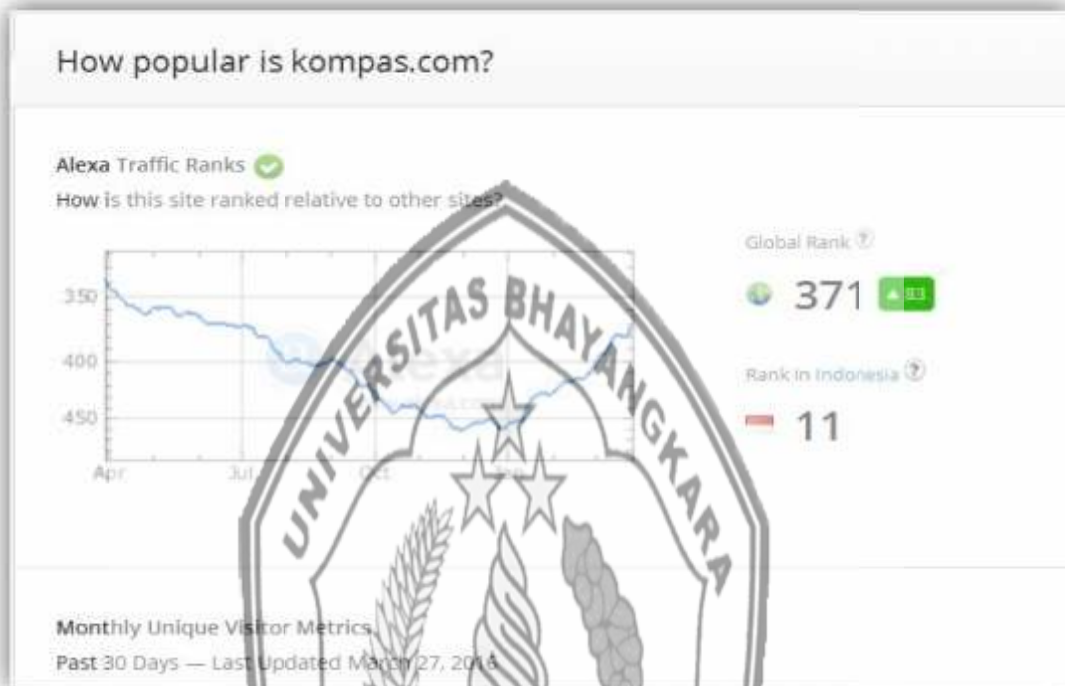 How popular is kompas.com?
Alexa Traffic Ranks
How is this site ranked relative to other sites?
Global Rank ?
371
Rank in Indonesia ?
11
350
400
450
Apr
Jul
Oct
Jan
UNIVERSITAS BHAYANGKARA
Monthly Unique Visitor Metrics
Past 30 Days — Last Updated March 27, 2016